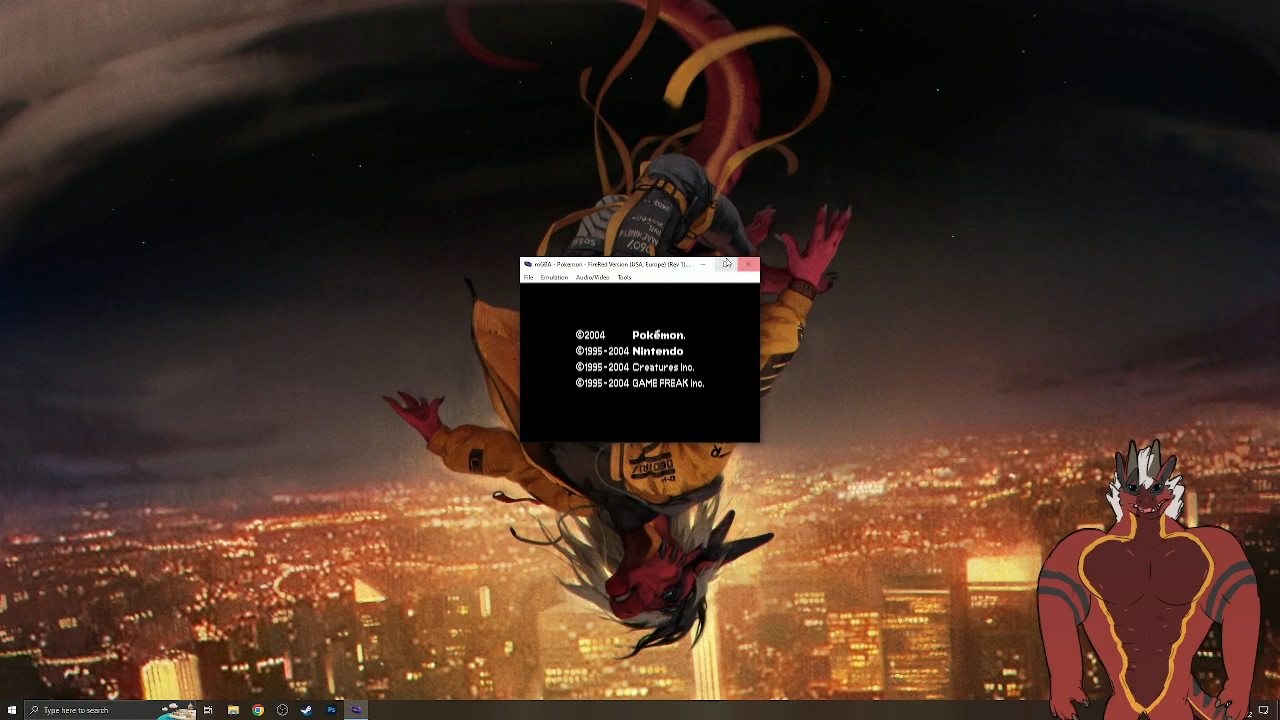 mGBA - Pokemon - FireRed Version (USA, Europe) (Rev 1)...
File Emulation Audio/Video Tools
©2004 Pokémon.
©1995-2004 Nintendo
©1995-2004 Creatures inc.
©1995-2004 GAME FREAK inc.
Type here to search